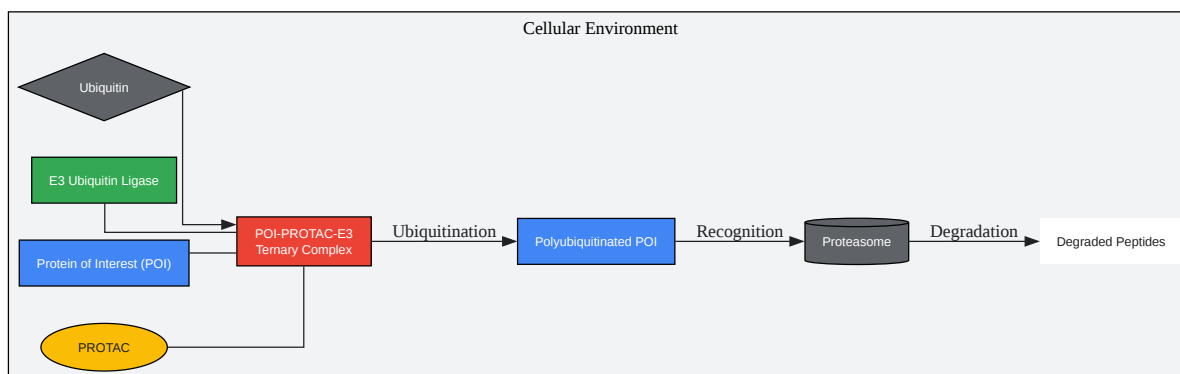 Cellular Environment
Ubiquitin
E3 Ubiquitin Ligase
Protein of Interest (POI)
PROTAC
POI-PROTAC-E3
Ternary Complex
Ubiquitination
Polyubiquitinated POI
Recognition
Proteasome
Degradation
Degraded Peptides